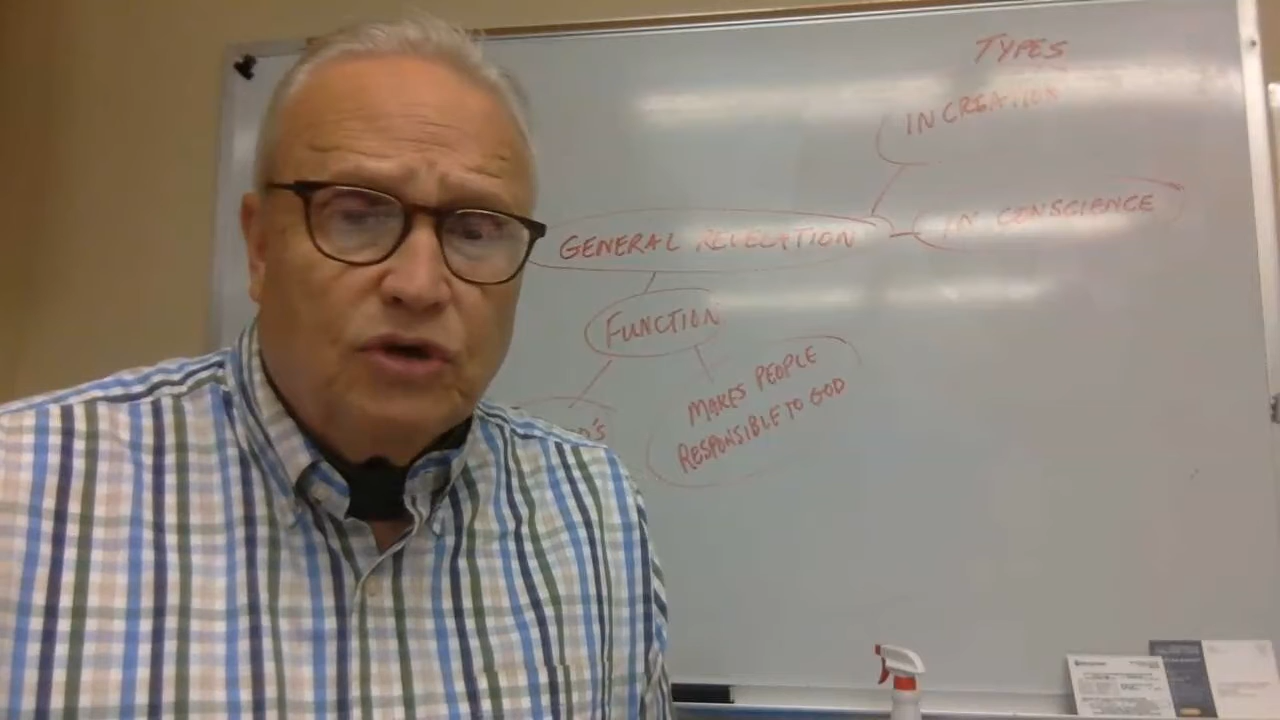 TYPES
IN CREATION
IN CONSCIENCE
GENERAL REVELATION
FUNCTION
MAKES PEOPLE
RESPONSIBLE TO GOD